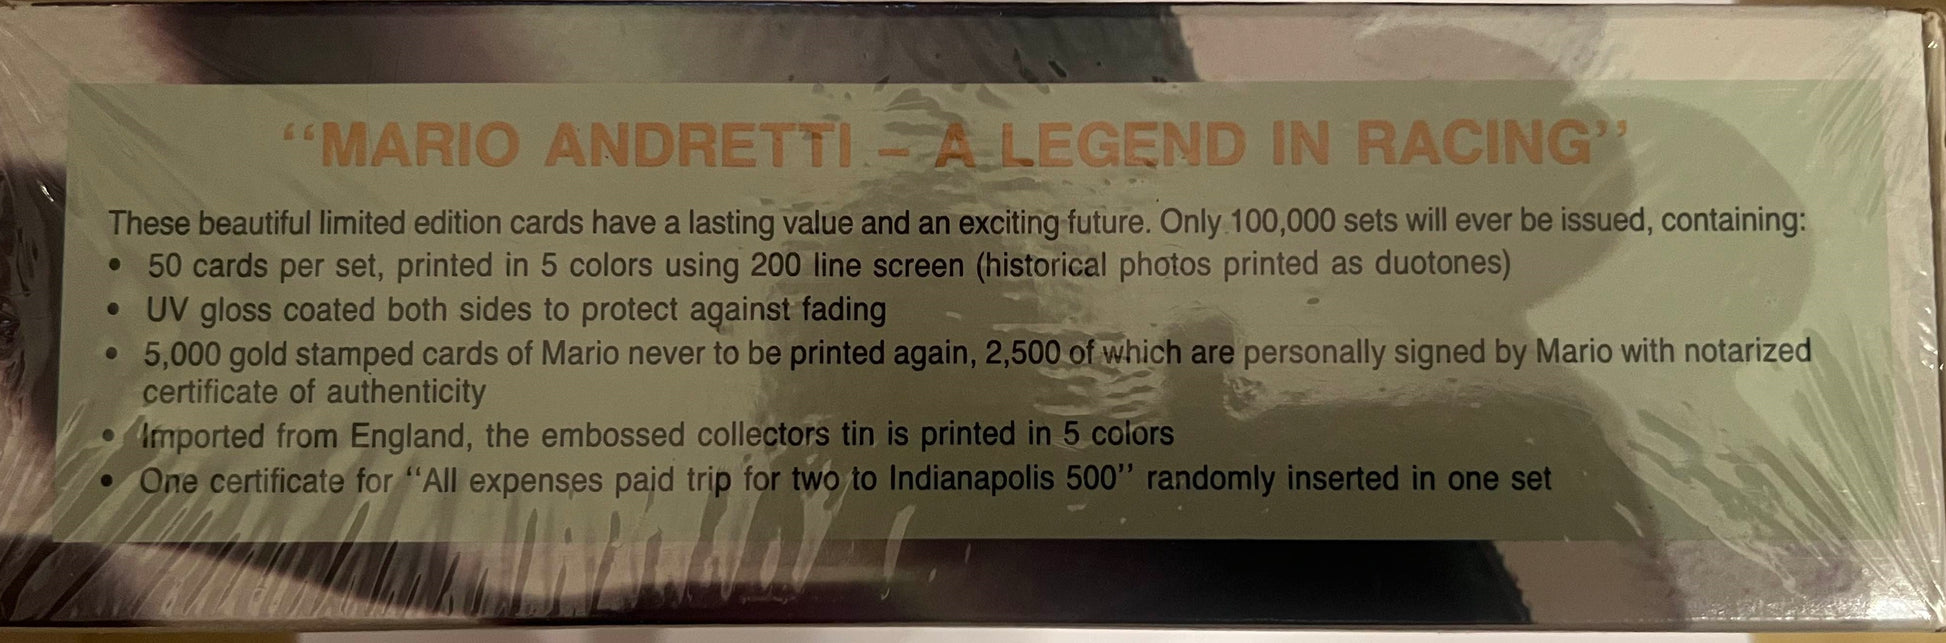 “MARIO ANDRETTI – A LEGEND IN RACING”
These beautiful limited edition cards have a lasting value and an exciting future. Only 100,000 sets will ever be issued, containing:
• 50 cards per set, printed in 5 colors using 200 line screen (historical photos printed as duotones)
• UV gloss coated both sides to protect against fading
• 5,000 gold stamped cards of Mario never to be printed again, 2,500 of which are personally signed by Mario with notarized
certificate of authenticity
• Imported from England, the embossed collectors tin is printed in 5 colors
• One certificate for “All expenses paid trip for two to Indianapolis 500” randomly inserted in one set